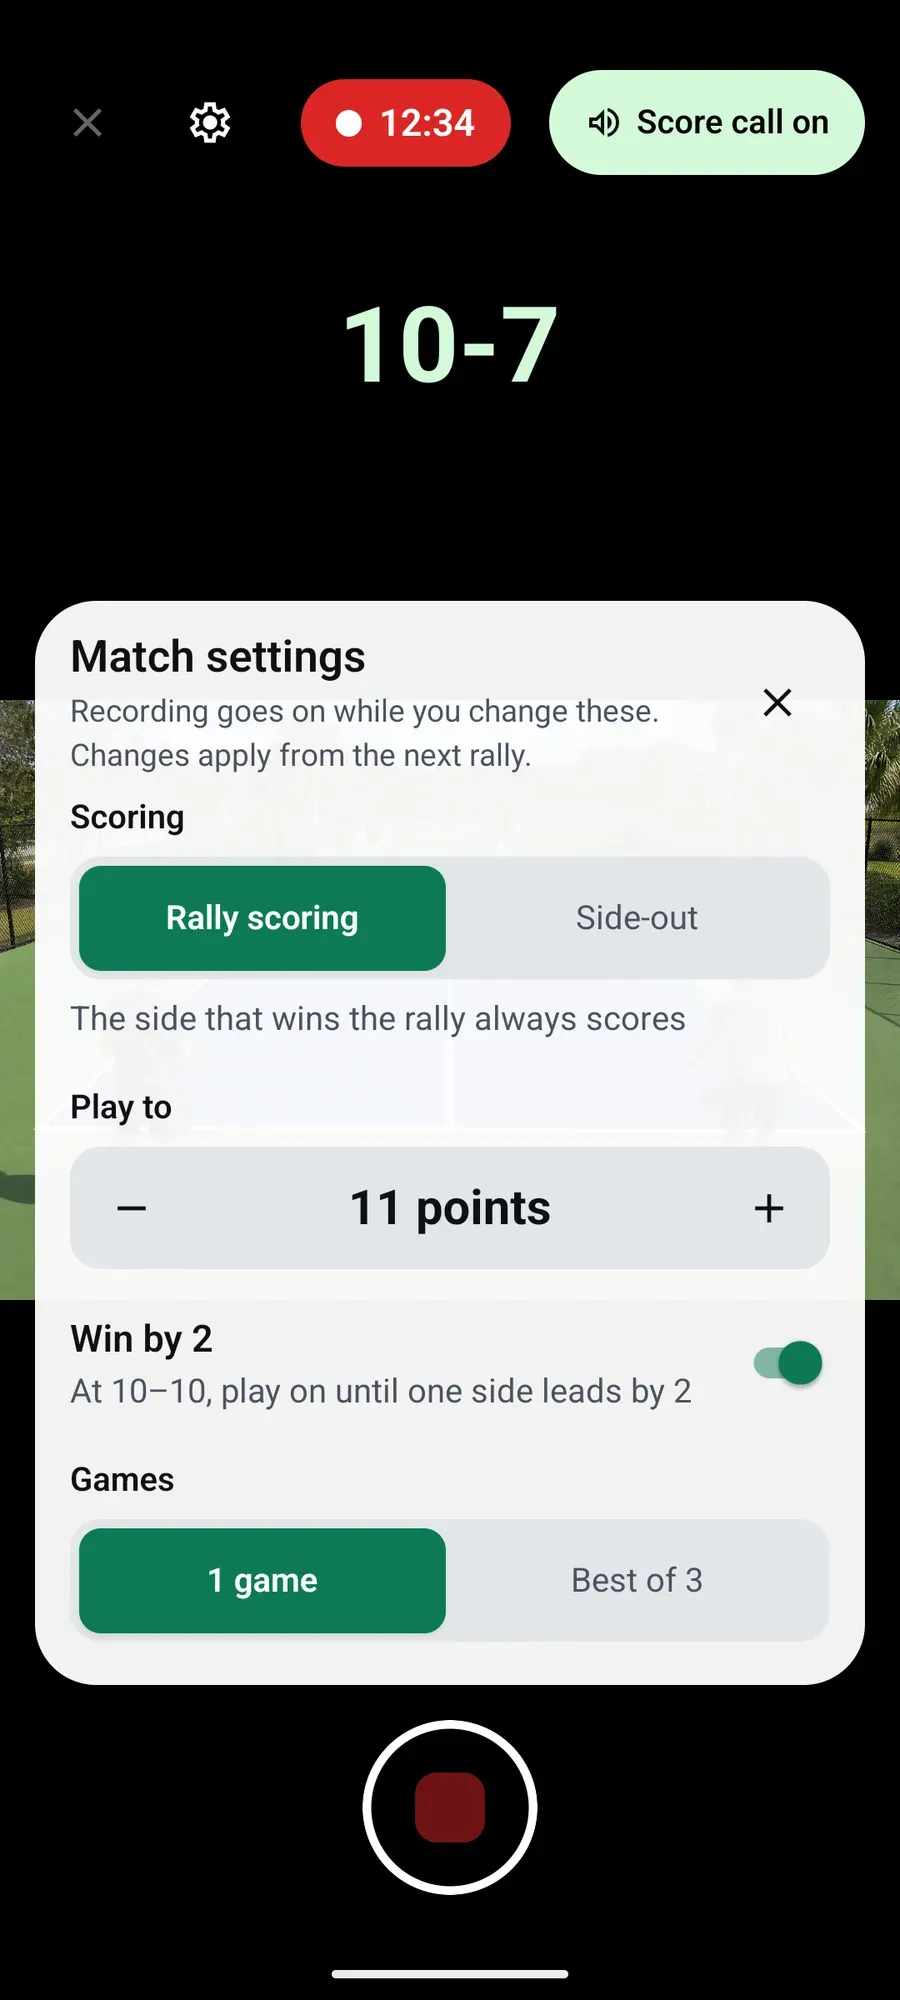 12:34
Score call on
10-7
Match settings
Recording goes on while you change these.
Changes apply from the next rally.
Scoring
Rally scoring
Side-out
The side that wins the rally always scores
Play to
11 points
Win by 2
At 10–10, play on until one side leads by 2
Games
1 game
Best of 3